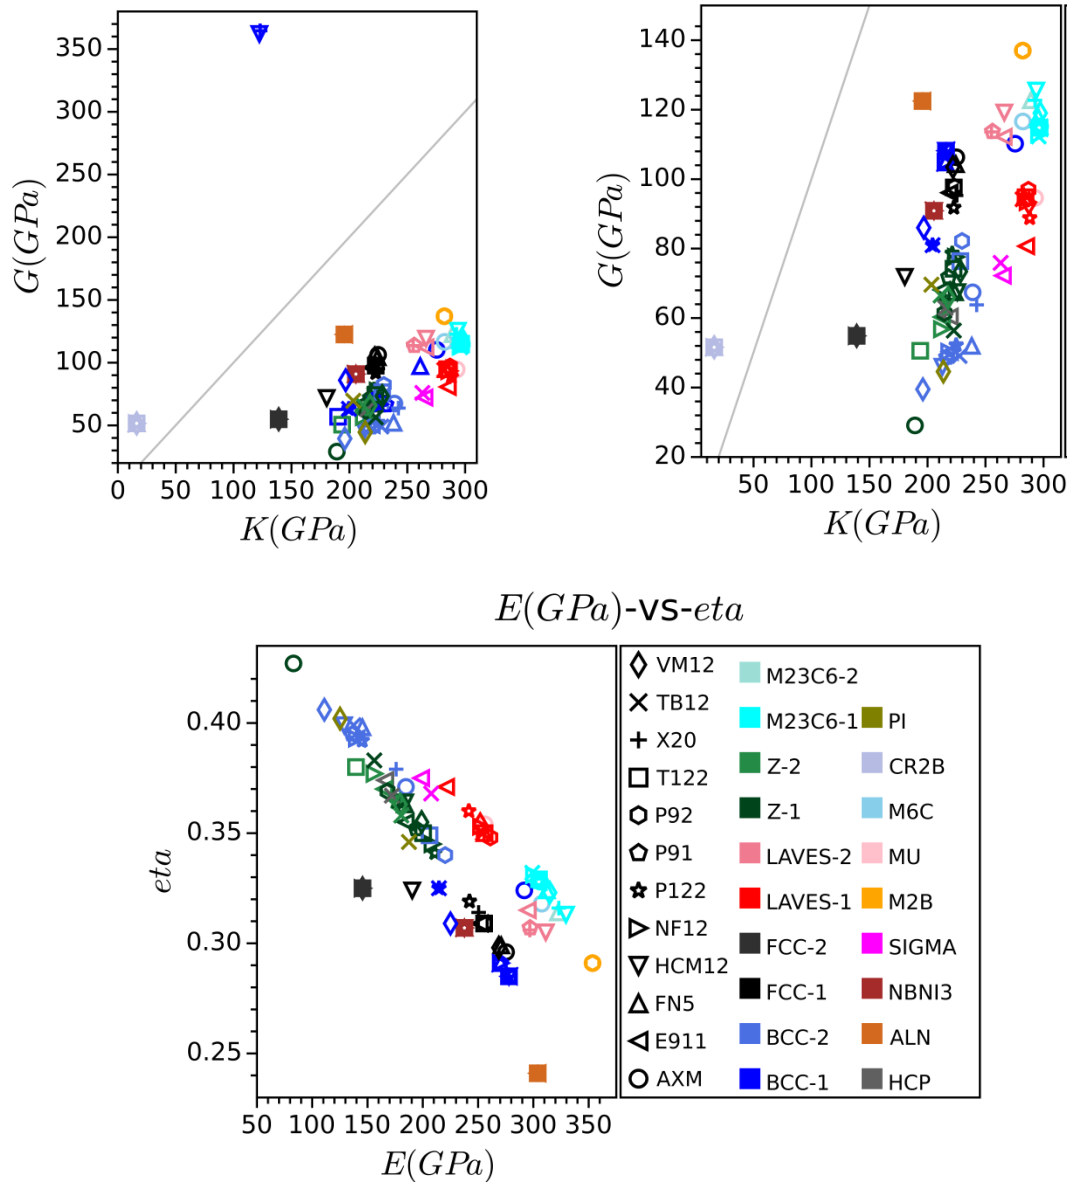 350
300
250
200
150
100
50
G(GPa)
0 50 100 150 200 250 300
K(GPa)
140
120
100
80
60
40
20
G(GPa)
50 100 150 200 250 300
K(GPa)
E(GPa)-vs-eta
0.40
0.35
0.30
0.25
eta
50 100 150 200 250 300 350
E(GPa)
VM12
TB12
X20
T122
P92
P91
P122
NF12
HCM12
FN5
E911
AXM
M23C6-2
M23C6-1
Z-2
Z-1
LAVES-2
LAVES-1
FCC-2
FCC-1
BCC-2
BCC-1
PI
CR2B
M6C
MU
M2B
SIGMA
NBNI3
ALN
HCP